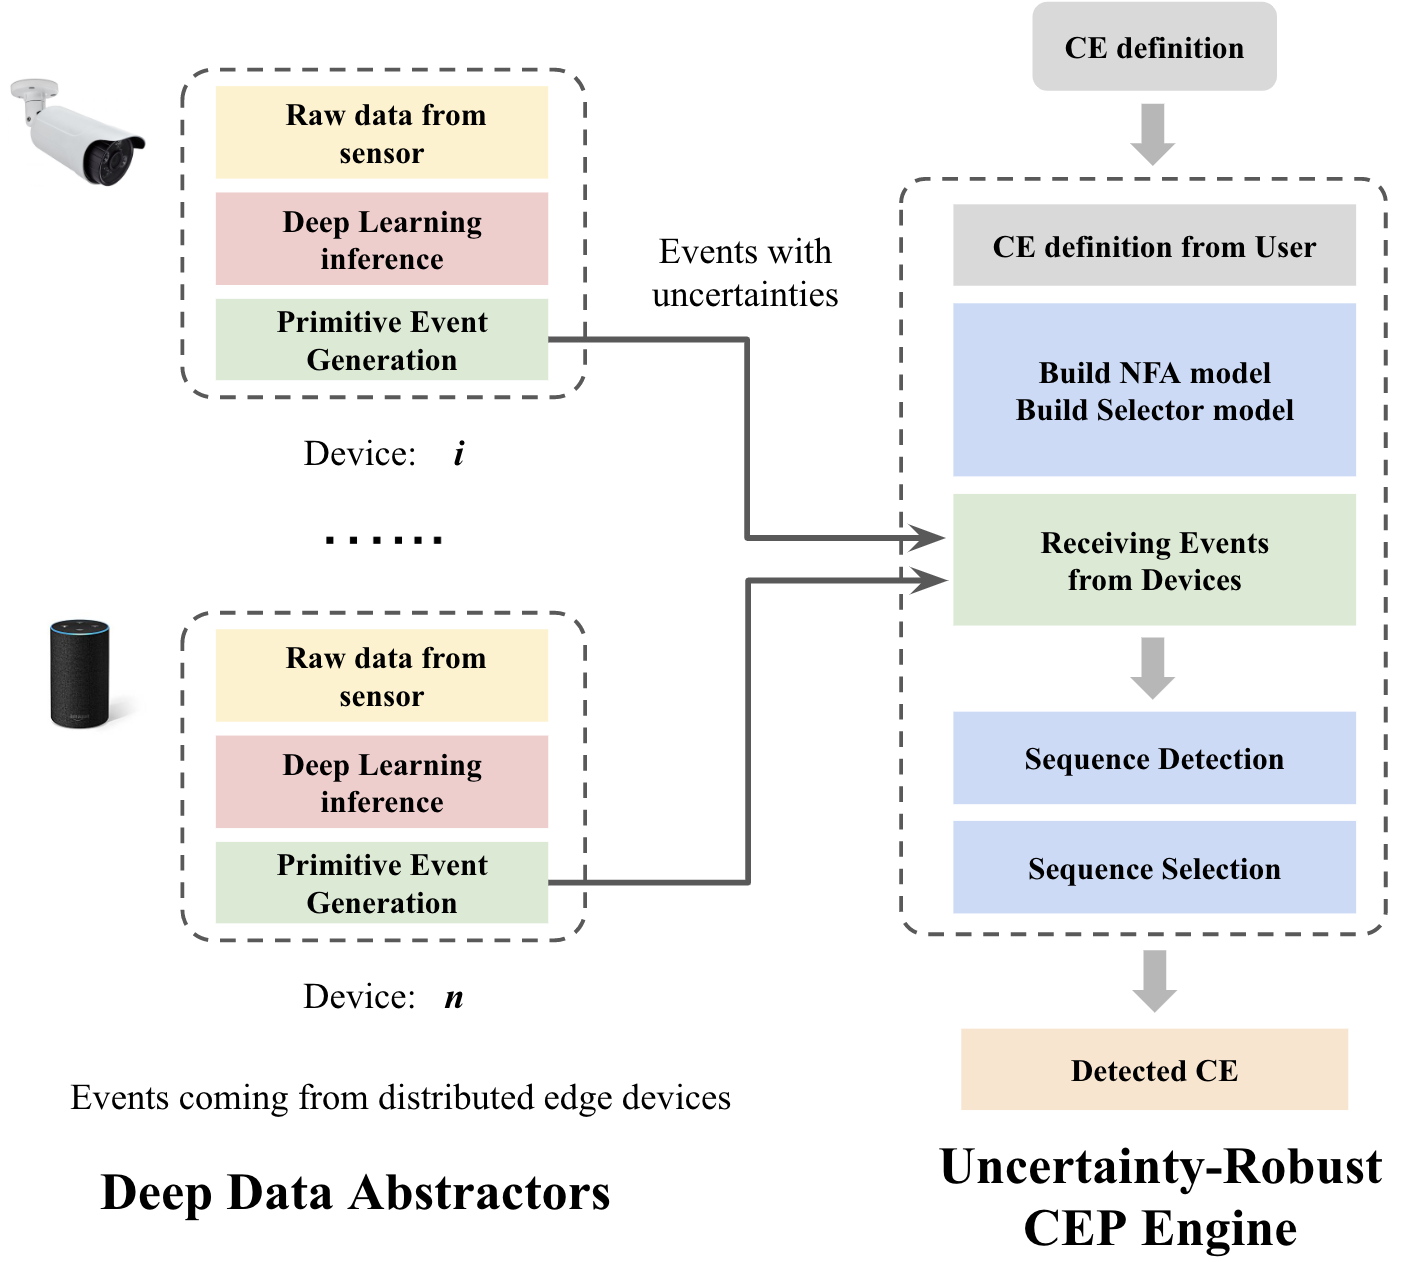 Raw data from
sensor
Deep Learning
inference
Primitive Event
Generation
Device: i
......
Raw data from
sensor
Deep Learning
inference
Primitive Event
Generation
Device: n
Events coming from distributed edge devices
Deep Data Abstractors
Events with
uncertainties
CE definition
CE definition from User
Build NFA model
Build Selector model
Receiving Events
from Devices
Sequence Detection
Sequence Selection
Detected CE
Uncertainty-Robust
CEP Engine